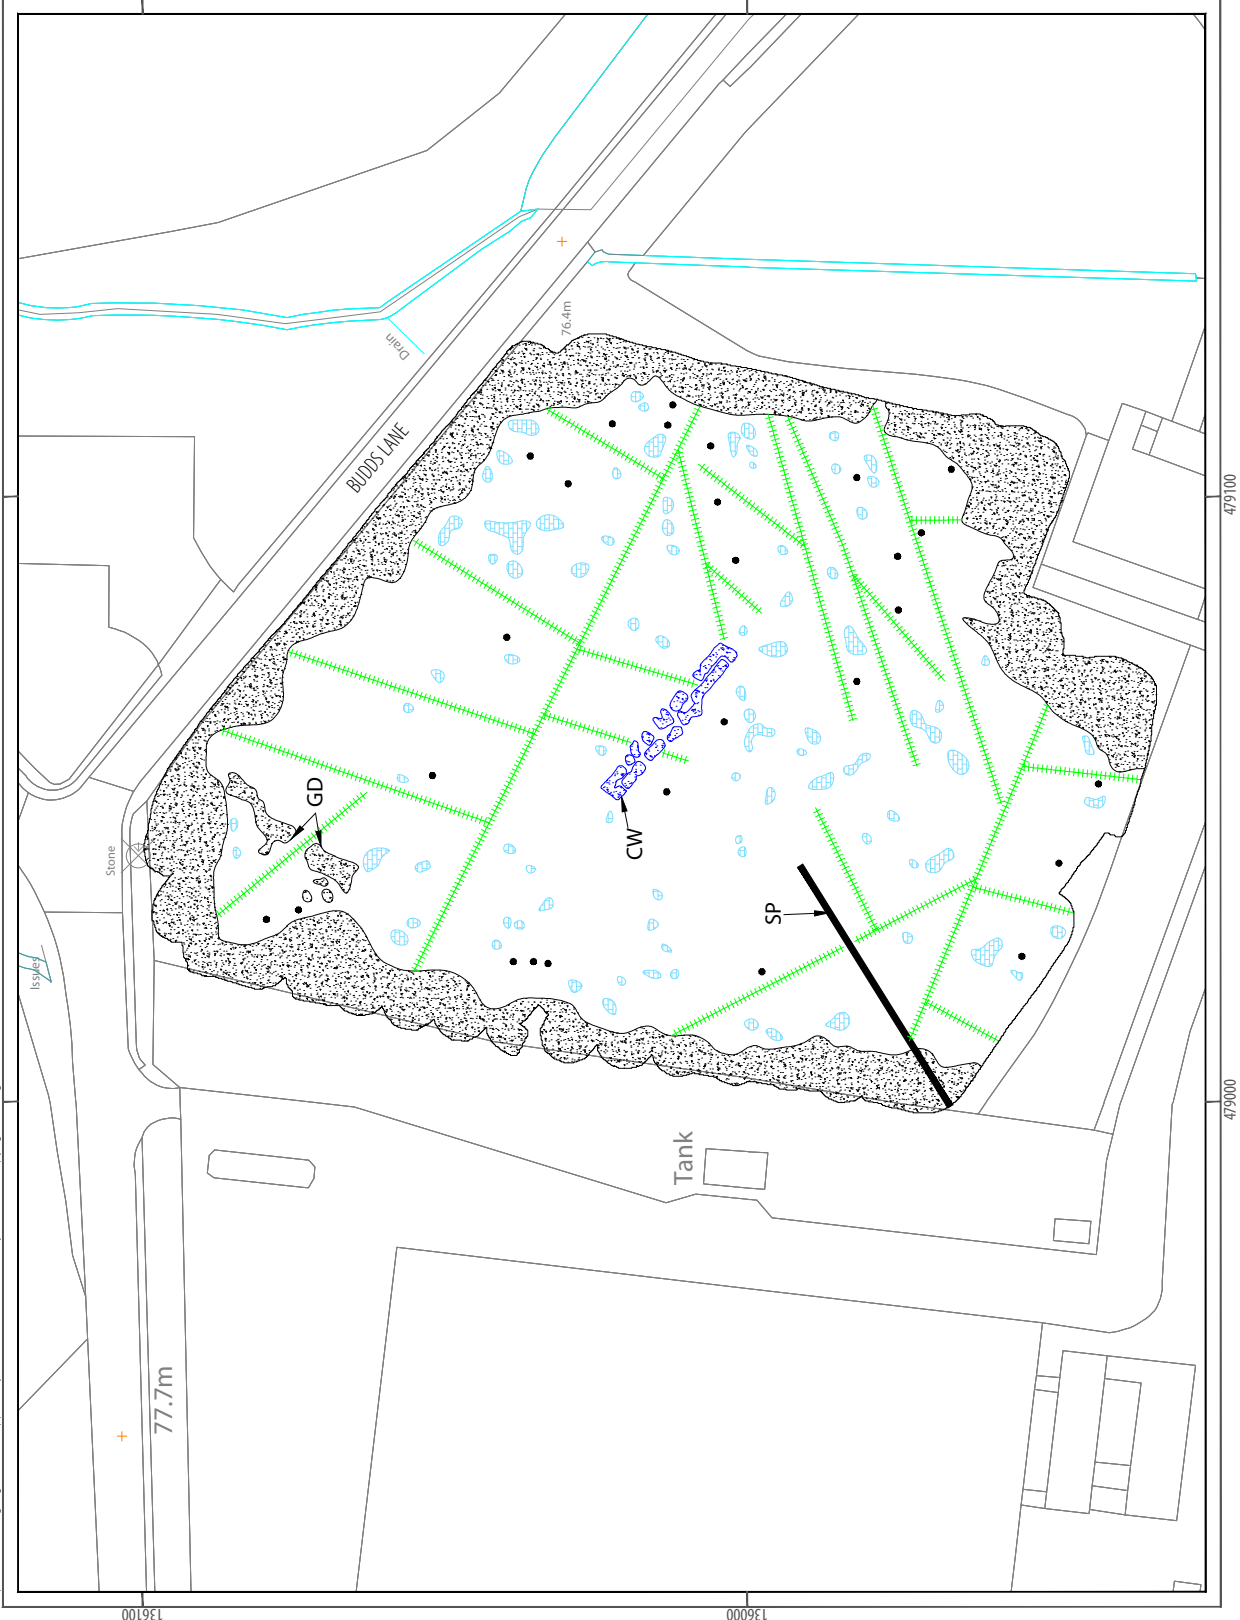 Drain
76.4m
BUDDS LANE
479100
GD
CW
Stone
SP
Issues
Tank
479000
77.7m
136100
136000